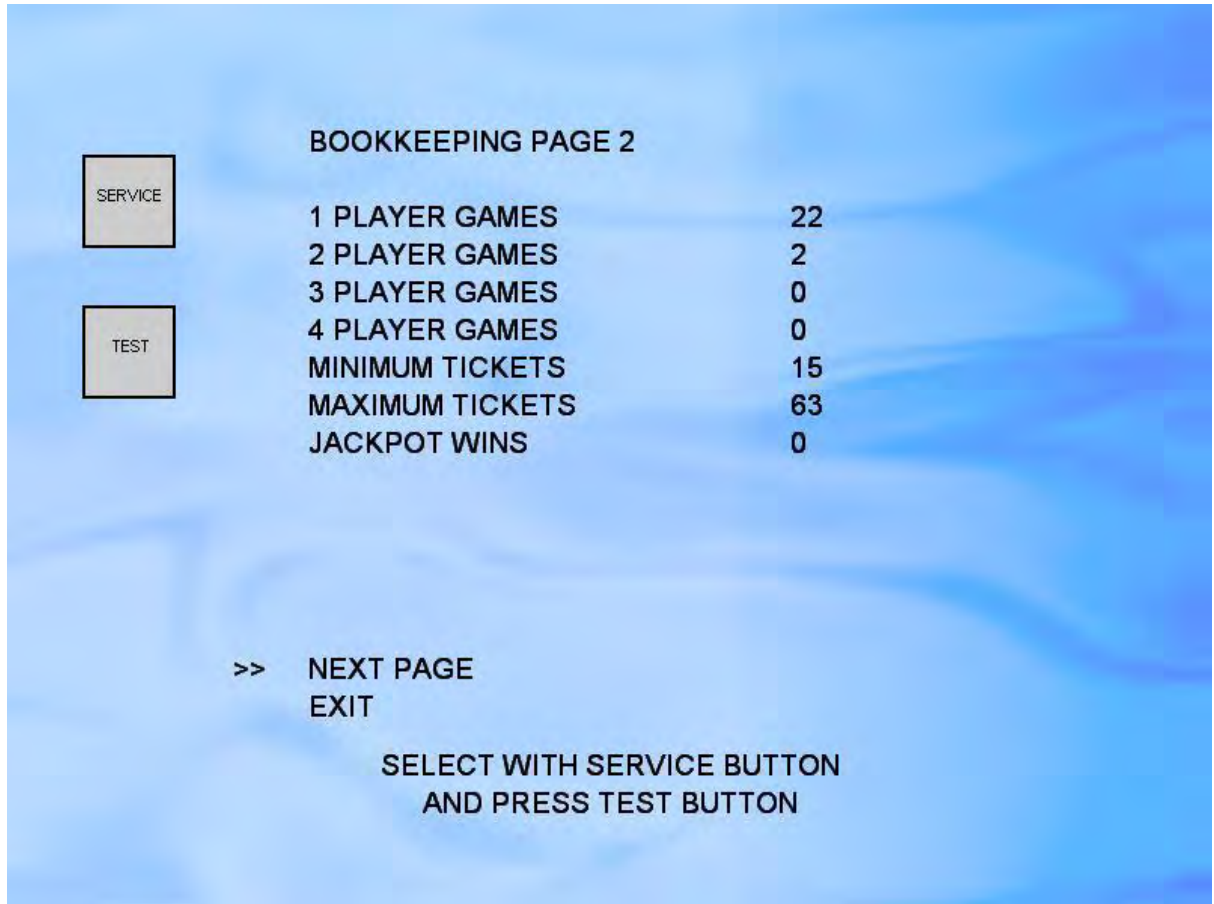 BOOKKEEPING PAGE 2
SERVICE
1 PLAYER GAMES 22
2 PLAYER GAMES 2
3 PLAYER GAMES 0
4 PLAYER GAMES 0
TEST
MINIMUM TICKETS 15
MAXIMUM TICKETS 63
JACKPOT WINS 0
>> NEXT PAGE
EXIT
SELECT WITH SERVICE BUTTON
AND PRESS TEST BUTTON